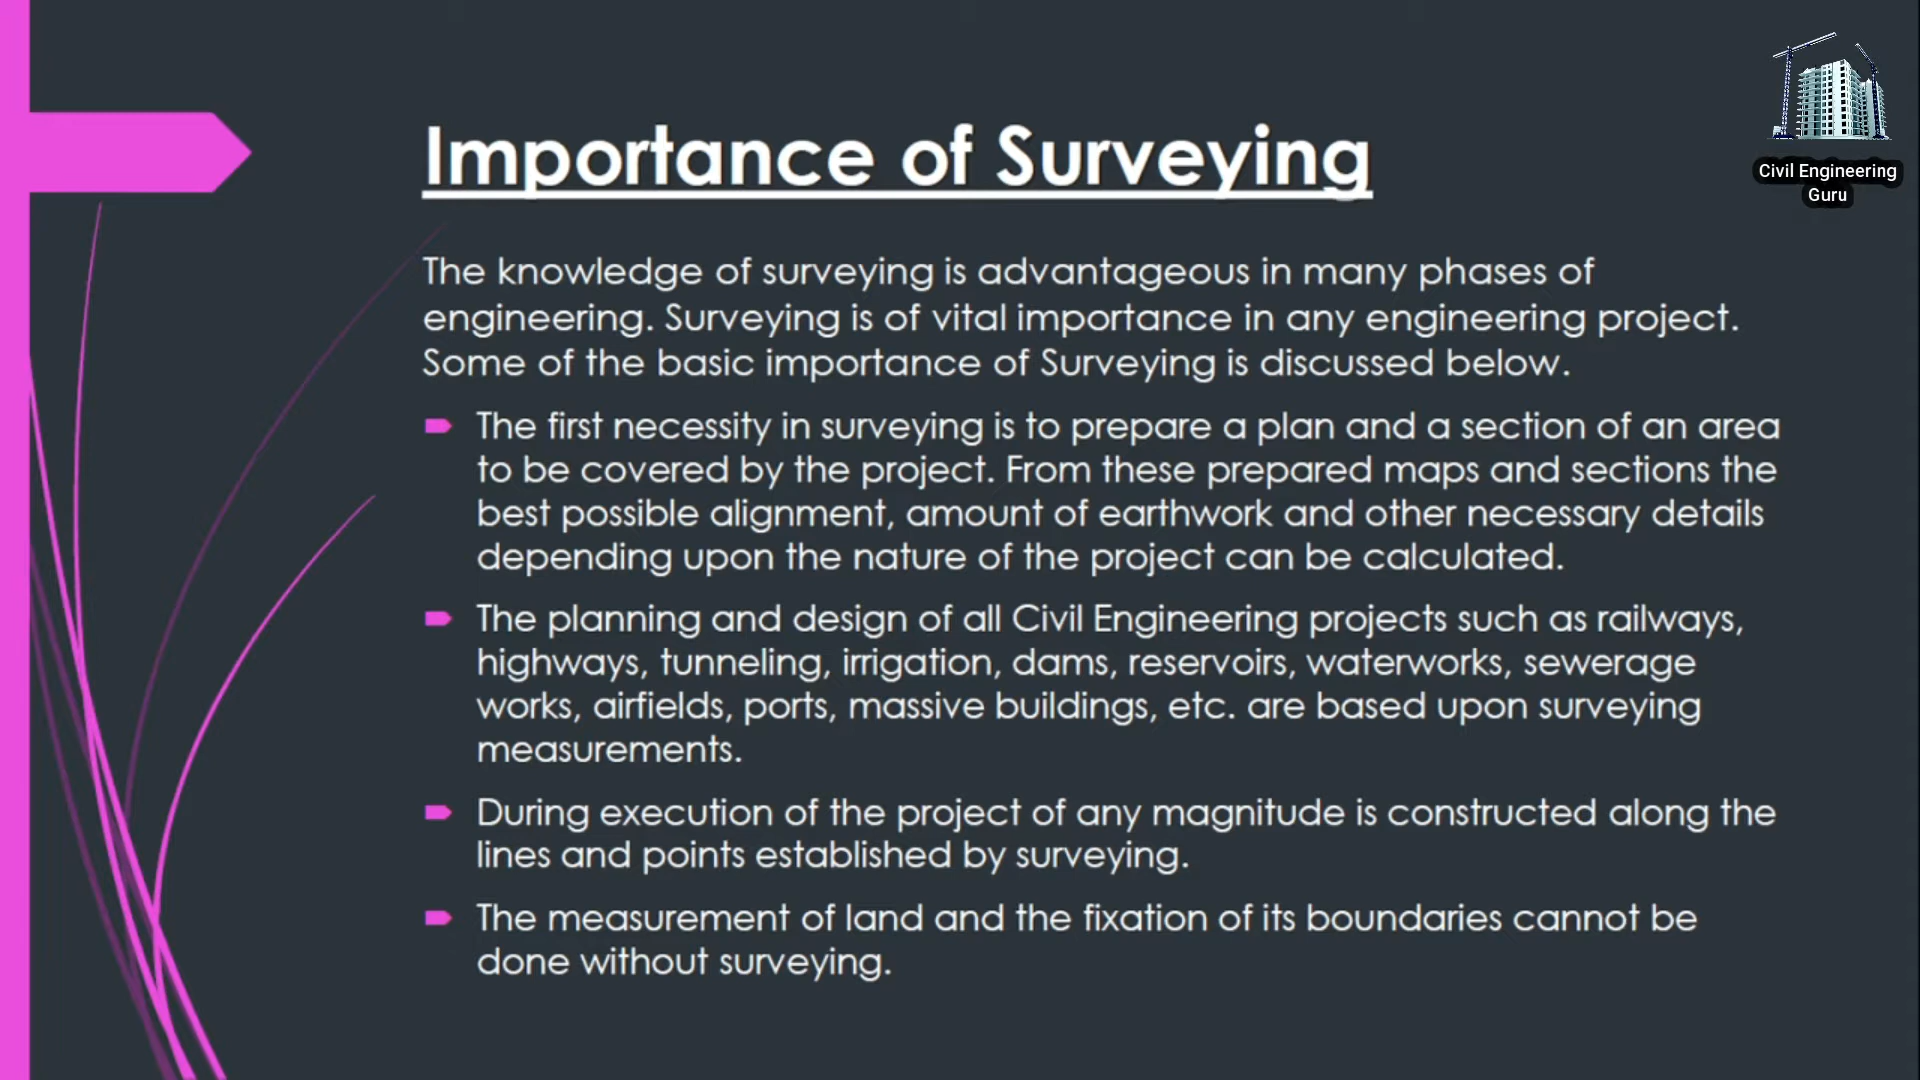 Importance of Surveying
Civil Engineering
Guru
The knowledge of surveying is advantageous in many phases of
engineering. Surveying is of vital importance in any engineering project.
Some of the basic importance of Surveying is discussed below.
The first necessity in surveying is to prepare a plan and a section of an area
to be covered by the project. From these prepared maps and sections the
best possible alignment, amount of earthwork and other necessary details
depending upon the nature of the project can be calculated.
The planning and design of all Civil Engineering projects such as railways,
highways, tunneling, irrigation, dams, reservoirs, waterworks, sewerage
works, airfields, ports, massive buildings, etc. are based upon surveying
measurements.
During execution of the project of any magnitude is constructed along the
lines and points established by surveying.
The measurement of land and the fixation of its boundaries cannot be
done without surveying.